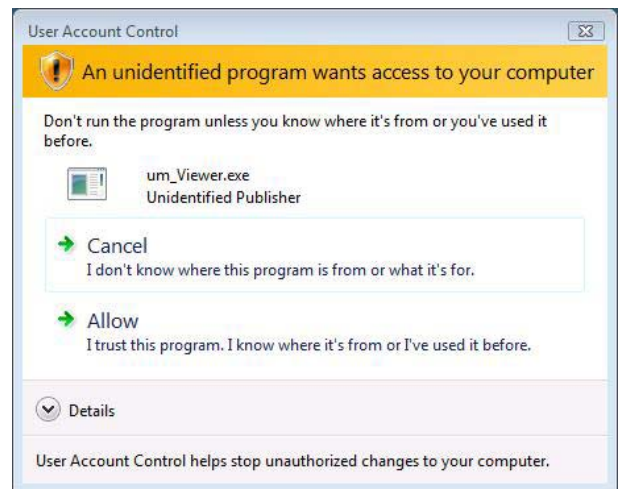 User Account Control
An unidentified program wants access to your computer
Don't run the program unless you know where it's from or you've used it
before.
um_Viewer.exe
Unidentified Publisher
Cancel
I don't know where this program is from or what it's for.
Allow
I trust this program. I know where it's from or I've used it before.
Details
User Account Control helps stop unauthorized changes to your computer.